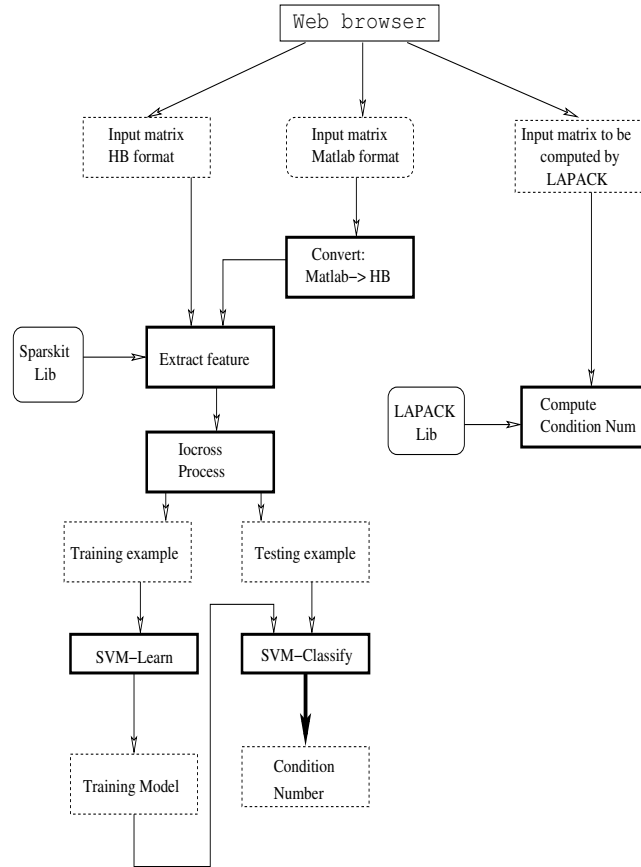 Web browser
Input matrix
HB format
Input matrix
Matlab format
Input matrix to be
computed by
LAPACK
Convert:
Matlab-> HB
Sparskit
Lib
Extract feature
LAPACK
Lib
Compute
Condition Num
Iocross
Process
Training example
Testing example
SVM-Learn
SVM-Classify
Training Model
Condition
Number